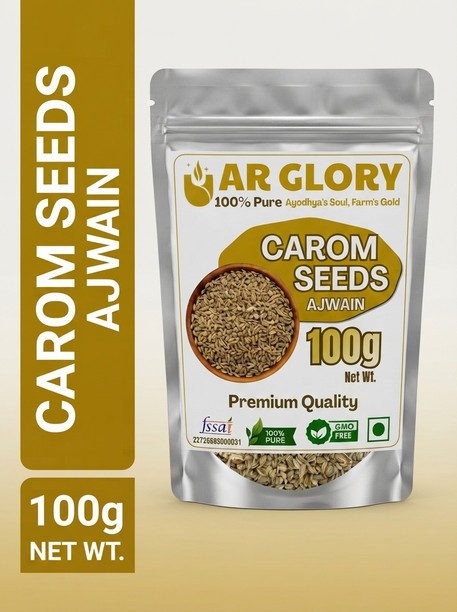 CAROM SEEDS
AJWAIN
100g
NET WT.
AR GLORY
100% Pure Ayodhya's Soul, Farm's Gold
CAROM
SEEDS
AJWAIN
100g
Net Wt.
Premium Quality
fssai
22726683000031
100%
PURE
GMO
FREE